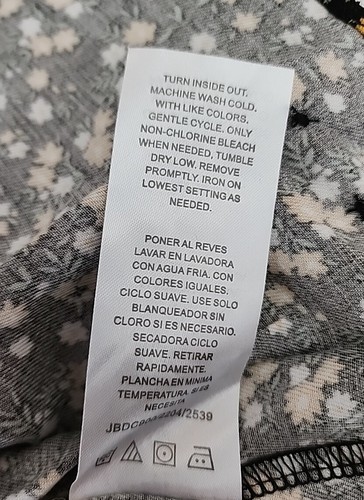 TURN INSIDE OUT.
MACHINE WASH COLD,
WITH LIKE COLORS,
GENTLE CYCLE. ONLY
NON-CHLORINE BLEACH
WHEN NEEDED, TUMBLE
DRY LOW. REMOVE
PROMPTLY. IRON ON
LOWEST SETTING AS
NEEDED.
PONER AL REVES
LAVAR EN LAVADORA
CON AGUA FRIA. CON
COLORES IGUALES.
CICLO SUAVE. USE SOLO
BLANQUEADOR SIN
CLORO SI ES NECESARIO.
SECADORA CICLO
SUAVE. RETIRAR
RAPIDAMENTE.
PLANCHA EN MINIMA
TEMPERATURA. SI ES
NECESITA